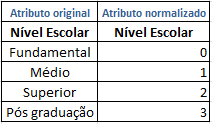 Atributo original Atributo normalizado
Nível Escolar Nível Escolar
Fundamental 0
Médio 1
Superior 2
Pós graduação 3